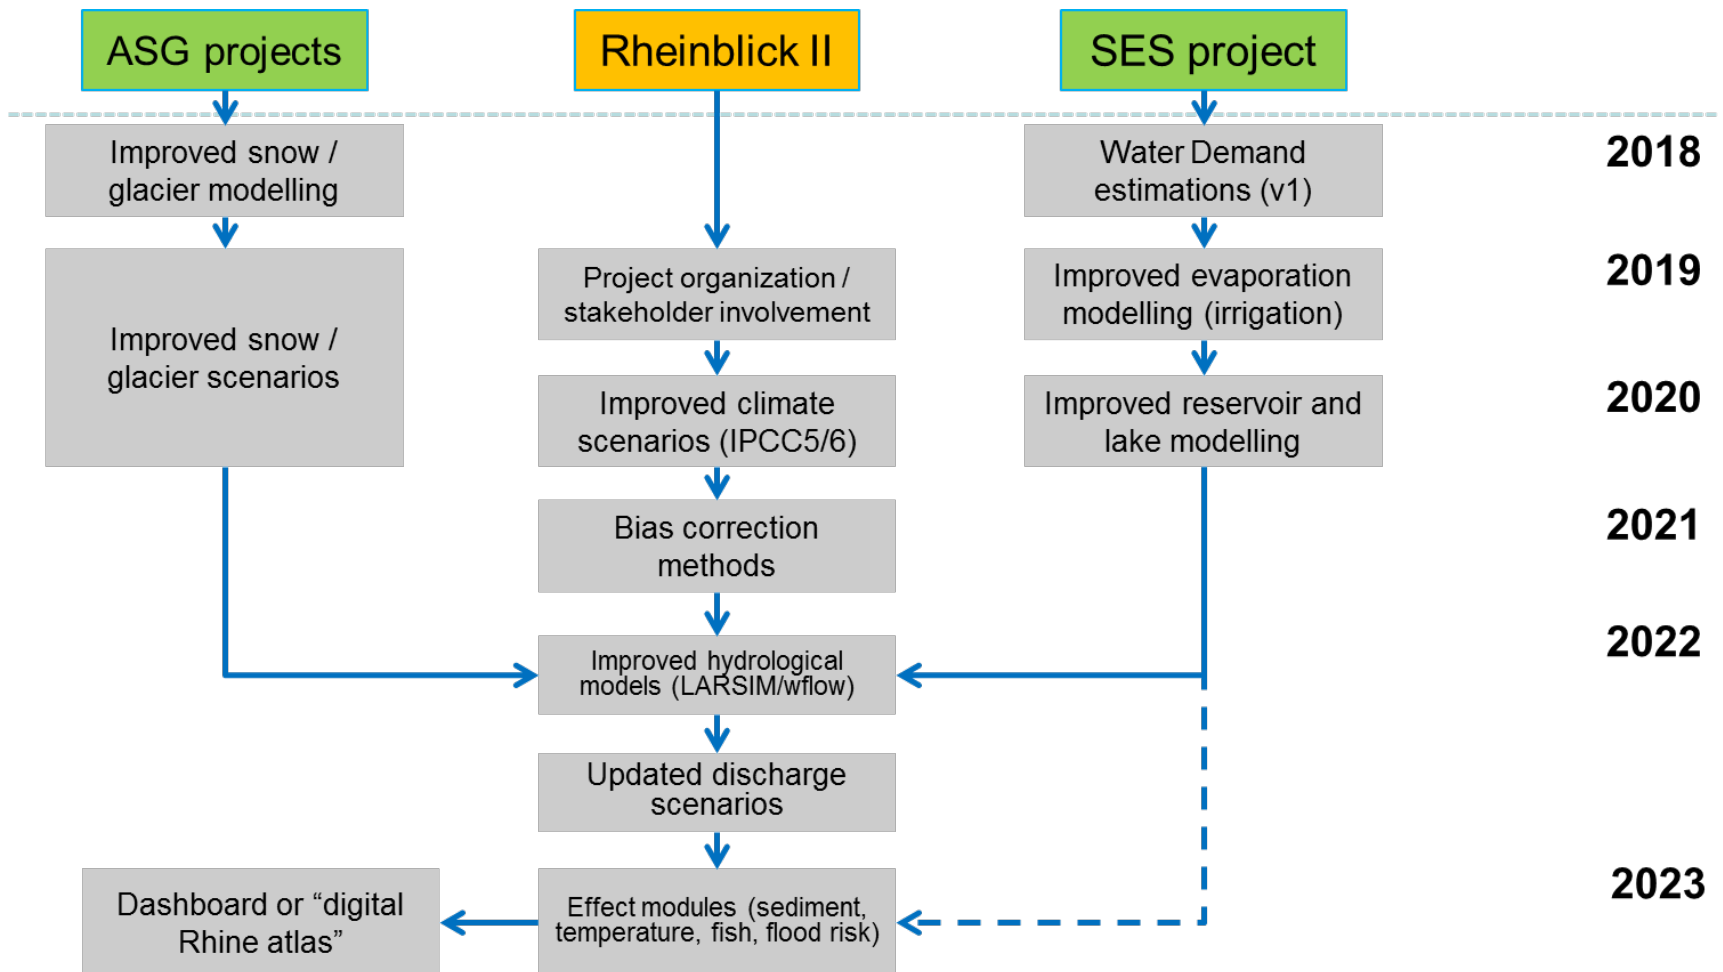 ASG projects
Rheinblick II
SES project
Improved snow /
glacier modelling
Water Demand
estimations (v1)
2018
Improved snow /
glacier scenarios
Project organization /
stakeholder involvement
Improved evaporation
modelling (irrigation)
2019
Improved climate
scenarios (IPCC5/6)
Improved reservoir and
lake modelling
2020
Bias correction
methods
2021
Improved hydrological
models (LARSIM/wflow)
2022
Updated discharge
scenarios
Dashboard or “digital
Rhine atlas”
Effect modules (sediment,
temperature, fish, flood risk)
2023